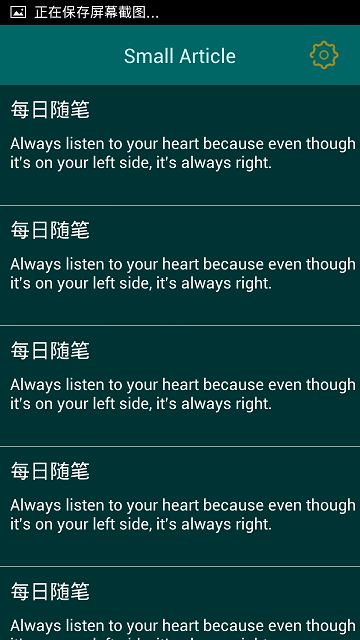 正在保存屏幕截图...
Small Article
每日随笔
Always listen to your heart because even though
it's on your left side, it's always right.
每日随笔
Always listen to your heart because even though
it's on your left side, it's always right.
每日随笔
Always listen to your heart because even though
it's on your left side, it's always right.
每日随笔
Always listen to your heart because even though
it's on your left side, it's always right.
每日随笔
Always listen to your heart because even though